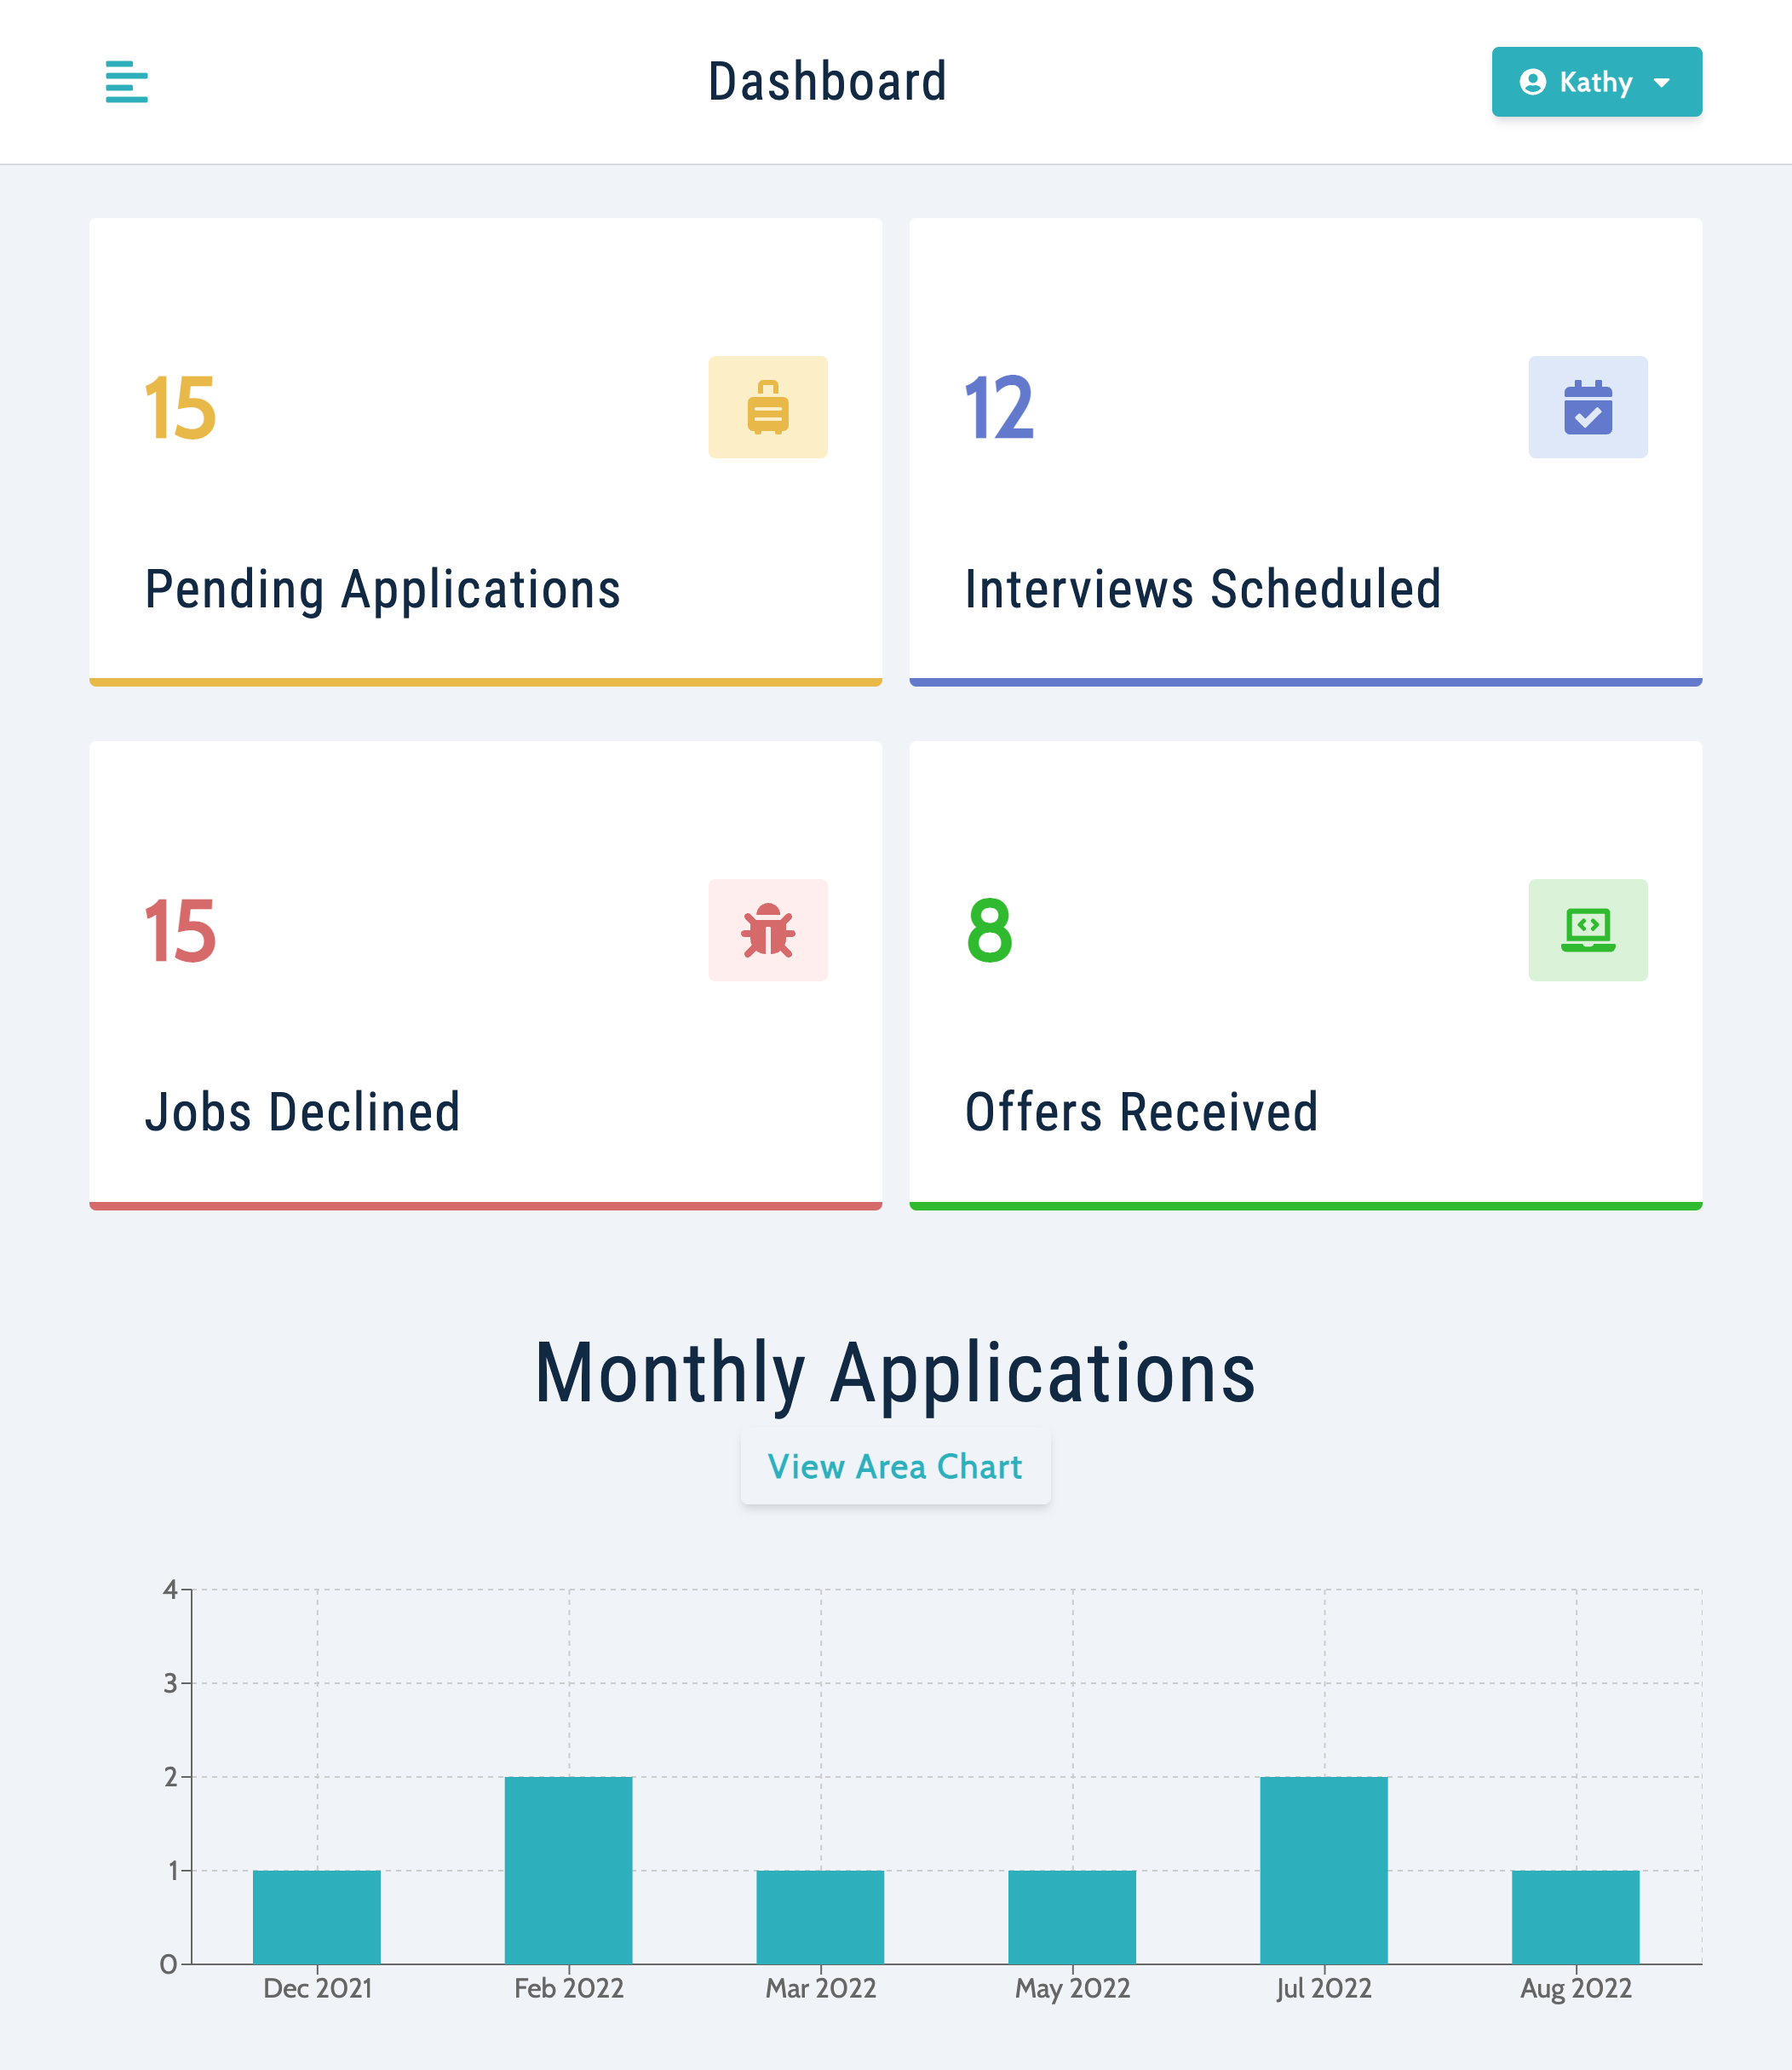 Dashboard
Kathy
15
Pending Applications
12
Interviews Scheduled
15
Jobs Declined
8
Offers Received
Monthly Applications
View Area Chart
4
3
2
1
0
Dec 2021 Feb 2022 Mar 2022 May 2022 Jul 2022 Aug 2022